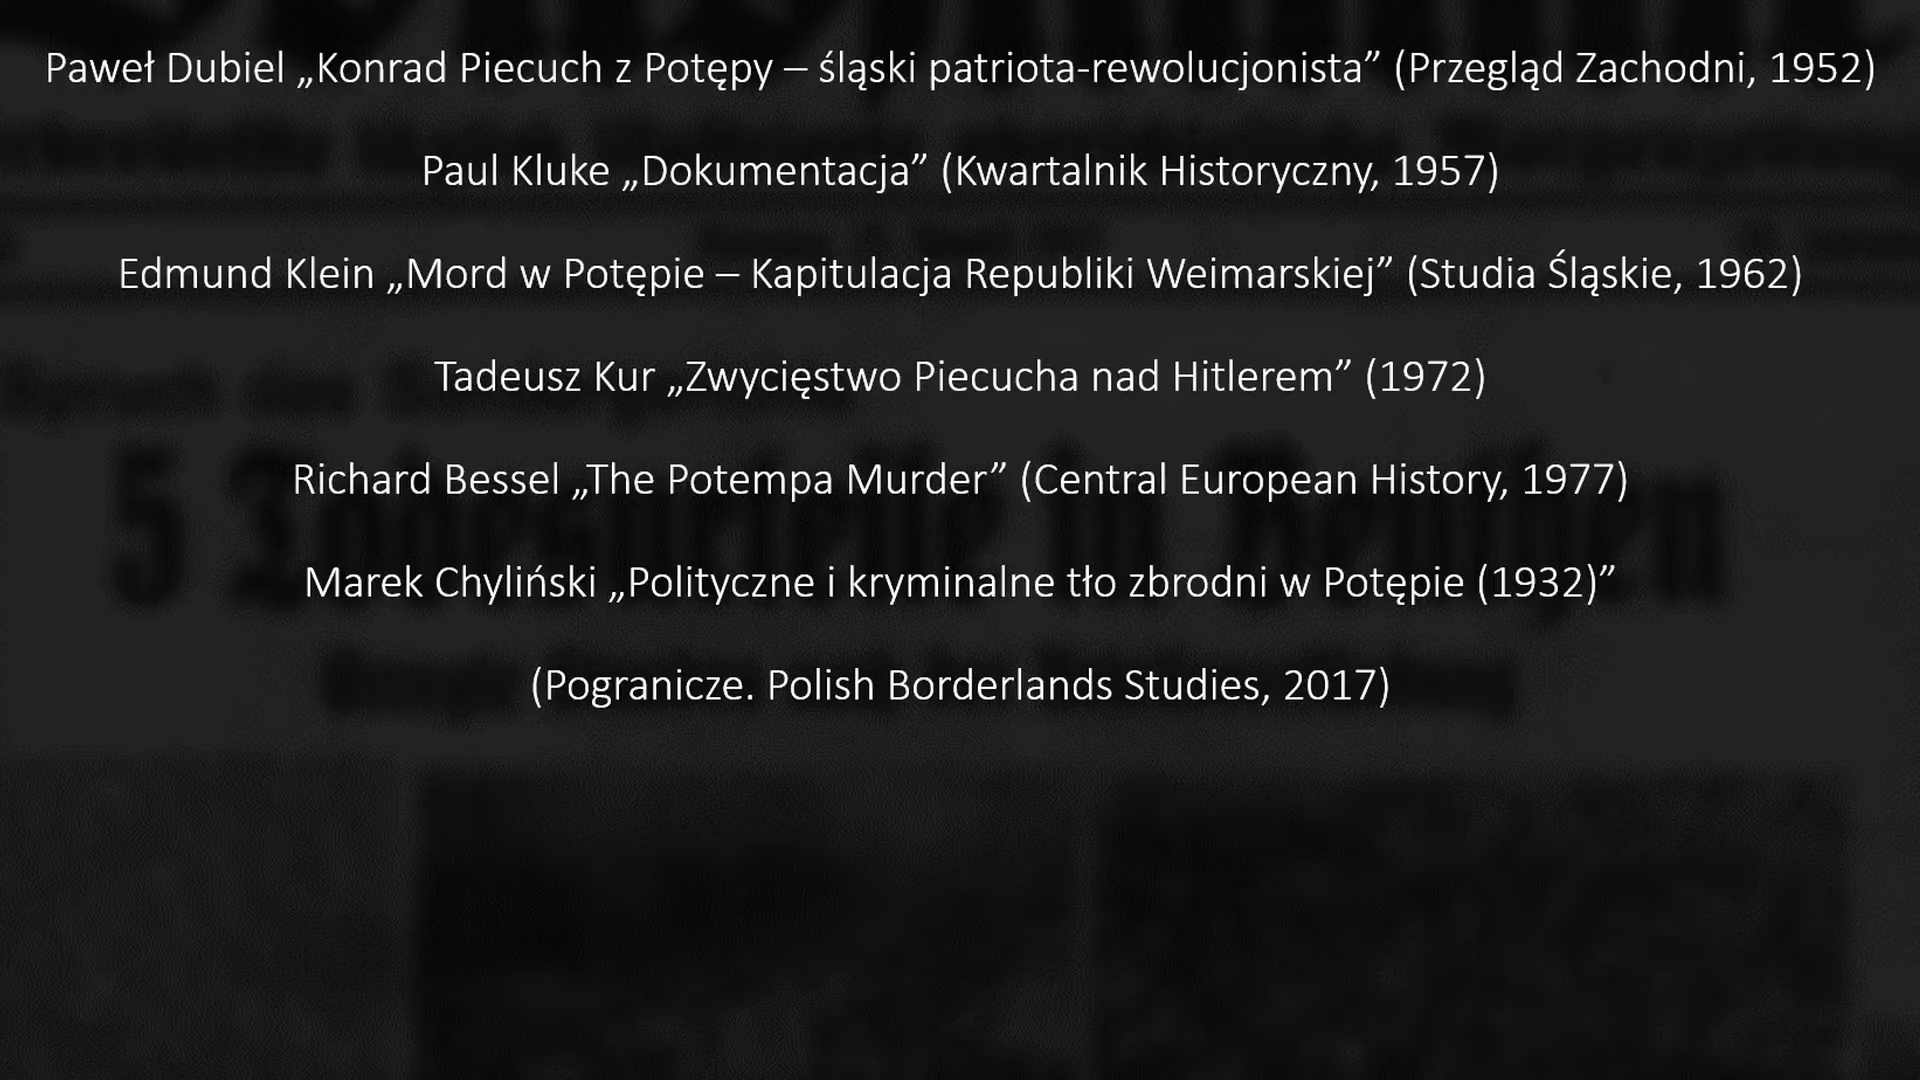 Paweł Dubiel „Konrad Piecuch z Potępy – śląski patriota-rewolucjonista” (Przegląd Zachodni, 1952)
Paul Kluke „Dokumentacja” (Kwartalnik Historyczny, 1957)
Edmund Klein „Mord w Potępie – Kapitulacja Republiki Weimarskiej” (Studia Śląskie, 1962)
Tadeusz Kur „Zwycięstwo Piecucha nad Hitlerem” (1972)
Richard Bessel „The Potempa Murder” (Central European History, 1977)
Marek Chyliński „Polityczne i kryminalne tło zbrodni w Potępie (1932)”
(Pogranicze. Polish Borderlands Studies, 2017)